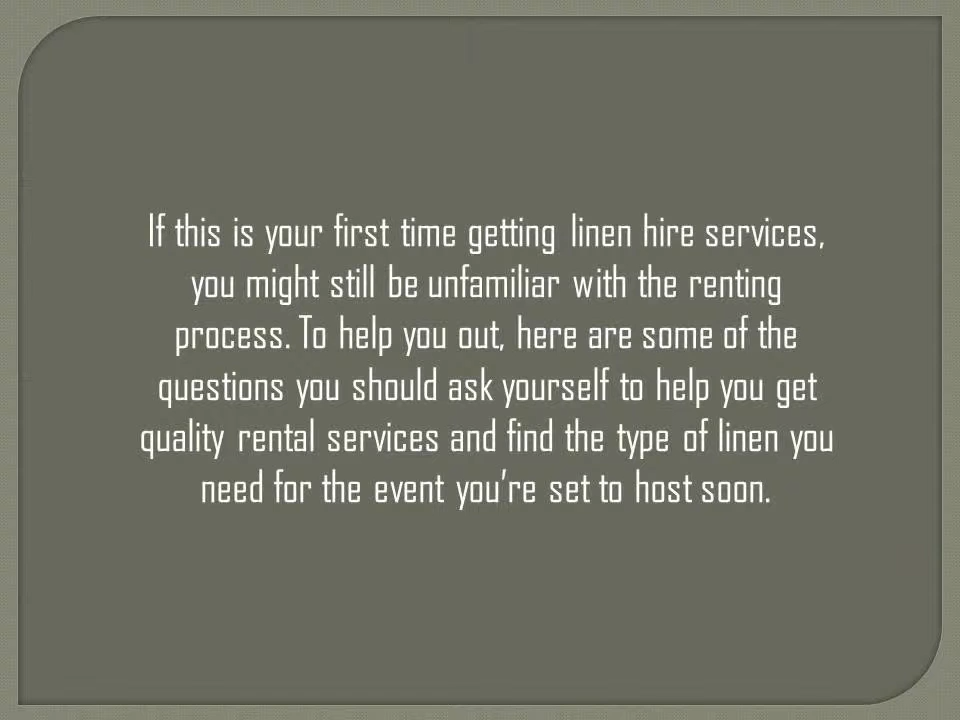 If this is your first time getting linen hire services,
you might still be unfamiliar with the renting
process. To help you out, here are some of the
questions you should ask yourself to help you get
quality rental services and find the type of linen you
need for the event you’re set to host soon.